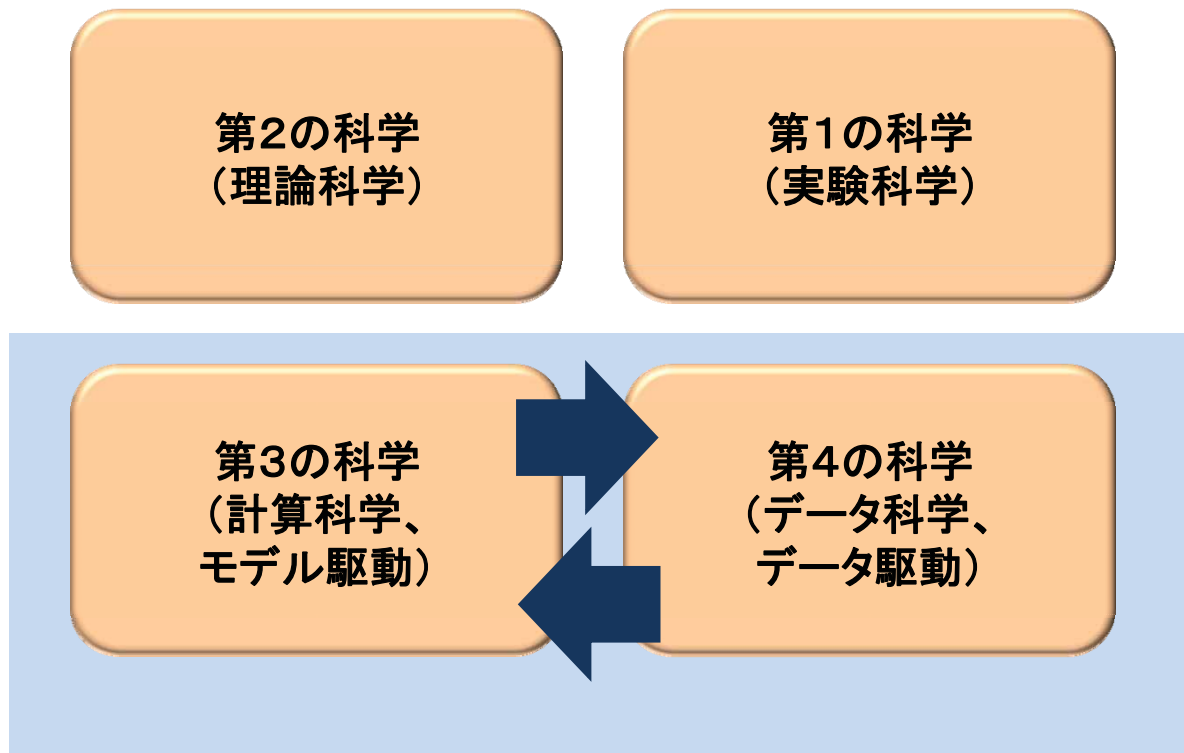 第２の科学
（理論科学）
第１の科学
（実験科学）
第３の科学
（計算科学、
モデル駆動）
第４の科学
（データ科学、
データ駆動）